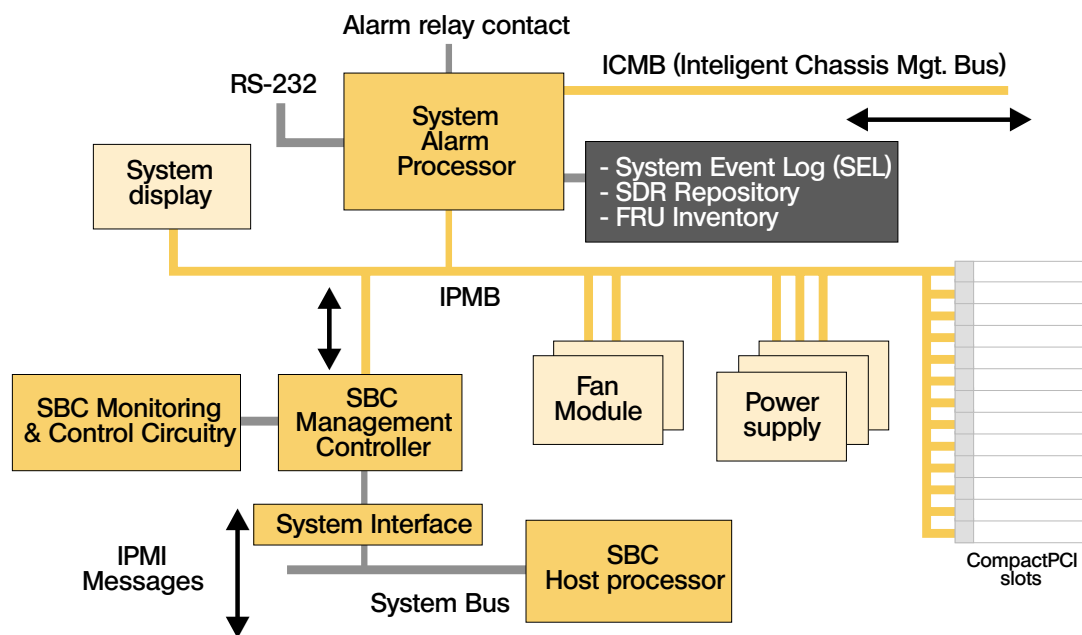 Alarm relay contact
ICMB (Inteligent Chassis Mgt. Bus)
RS-232
System
Alarm
Processor
System
display
- System Event Log (SEL)
- SDR Repository
- FRU Inventory
IPMB
SBC Monitoring
& Control Circuitry
SBC
Management
Controller
Fan
Module
Power
supply
System Interface
IPMI
Messages
System Bus
SBC
Host processor
CompactPCI
slots